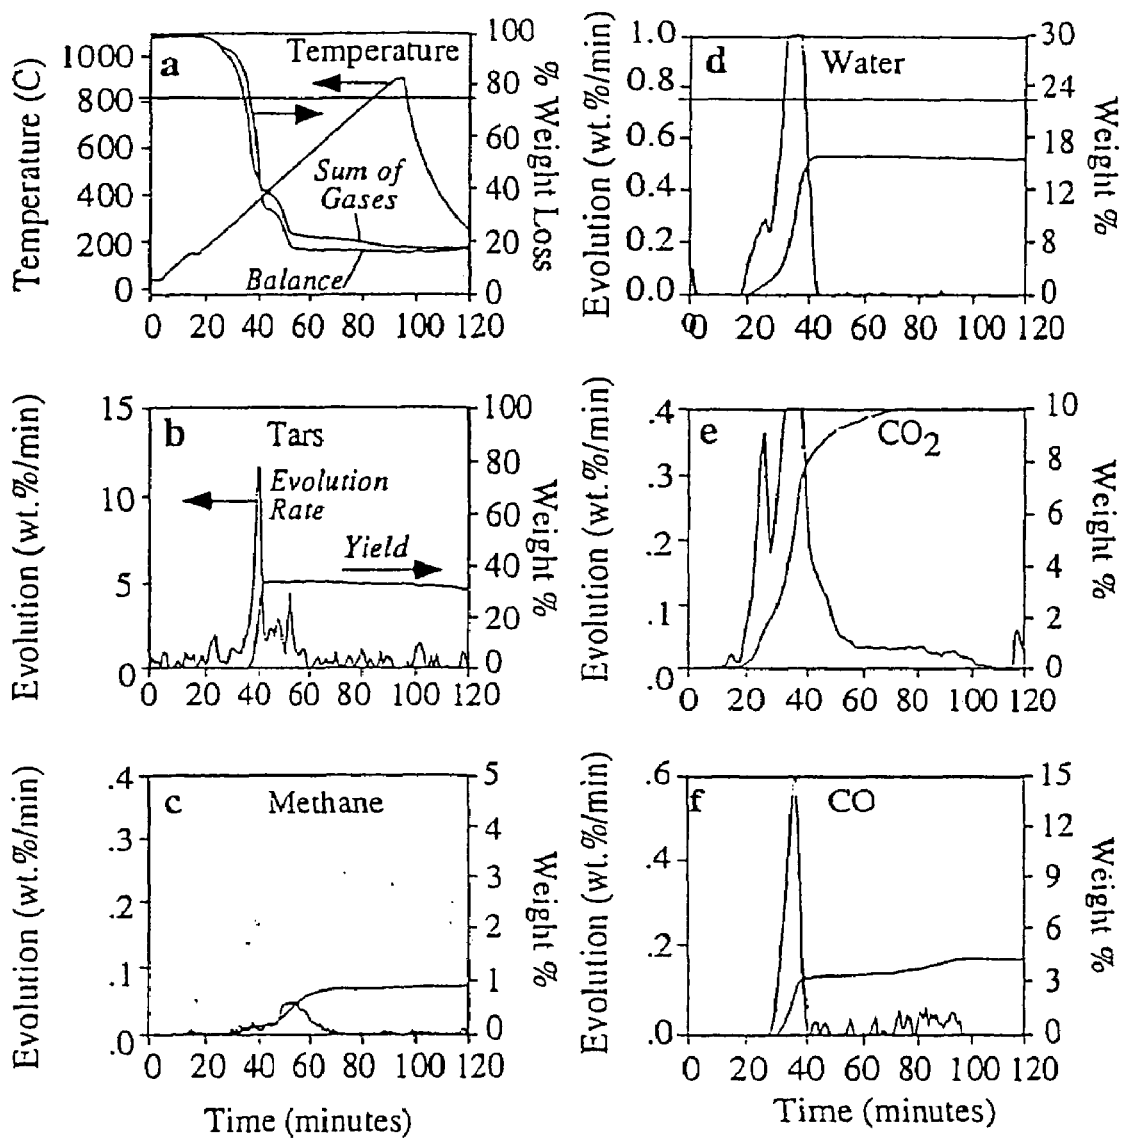 a
Temperature
Sum of
Gases
Balance
Temperature (C)
1000
800
600
400
200
0
100
80
60
40
20
0
% Weight Loss
0 20 40 60 80 100 120
d
Water
Evolution (wt.%/min)
1.0
0.8
0.6
0.4
0.2
0.0
30
24
18
12
8
0
Weight %
0 20 40 60 80 100 120
b
Tars
Evolution
Rate
Yield
Evolution (wt.%/min)
15
10
5
0
100
80
60
40
20
0
Weight %
0 20 40 60 80 100 120
e
CO2
Evolution (wt.%/min)
.4
.3
.2
.1
.0
10
8
6
4
2
0
Weight %
0 20 40 60 80 100 120
c
Methane
Evolution (wt.%/min)
.4
.3
.2
.1
.0
5
4
3
2
1
0
Weight %
0 20 40 60 80 100 120
Time (minutes)
f
CO
Evolution (wt.%/min)
.6
.4
.2
.0
15
12
9
6
3
0
Weight %
0 20 40 60 80 100 120
Time (minutes)